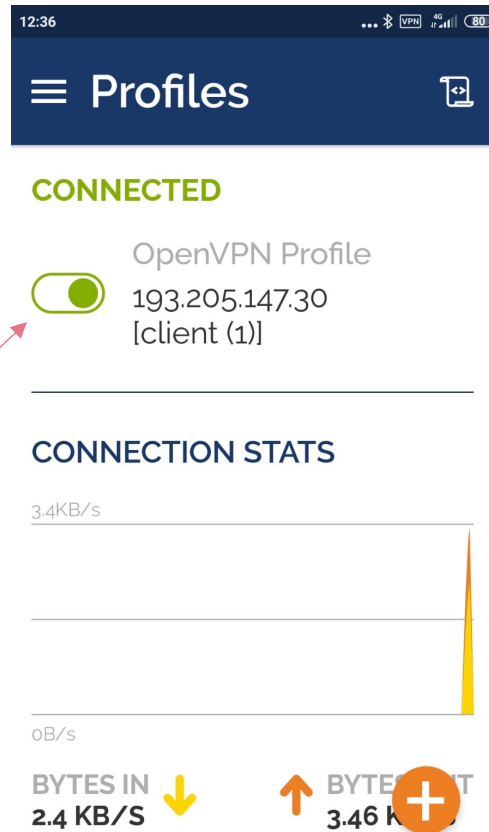 12:36 ... VPN 4G 80
Profiles
CONNECTED
OpenVPN Profile
193.205.147.30
[client (1)]
CONNECTION STATS
3.4KB/s
0B/s
BYTES IN
2.4 KB/S
BYTES
3.46